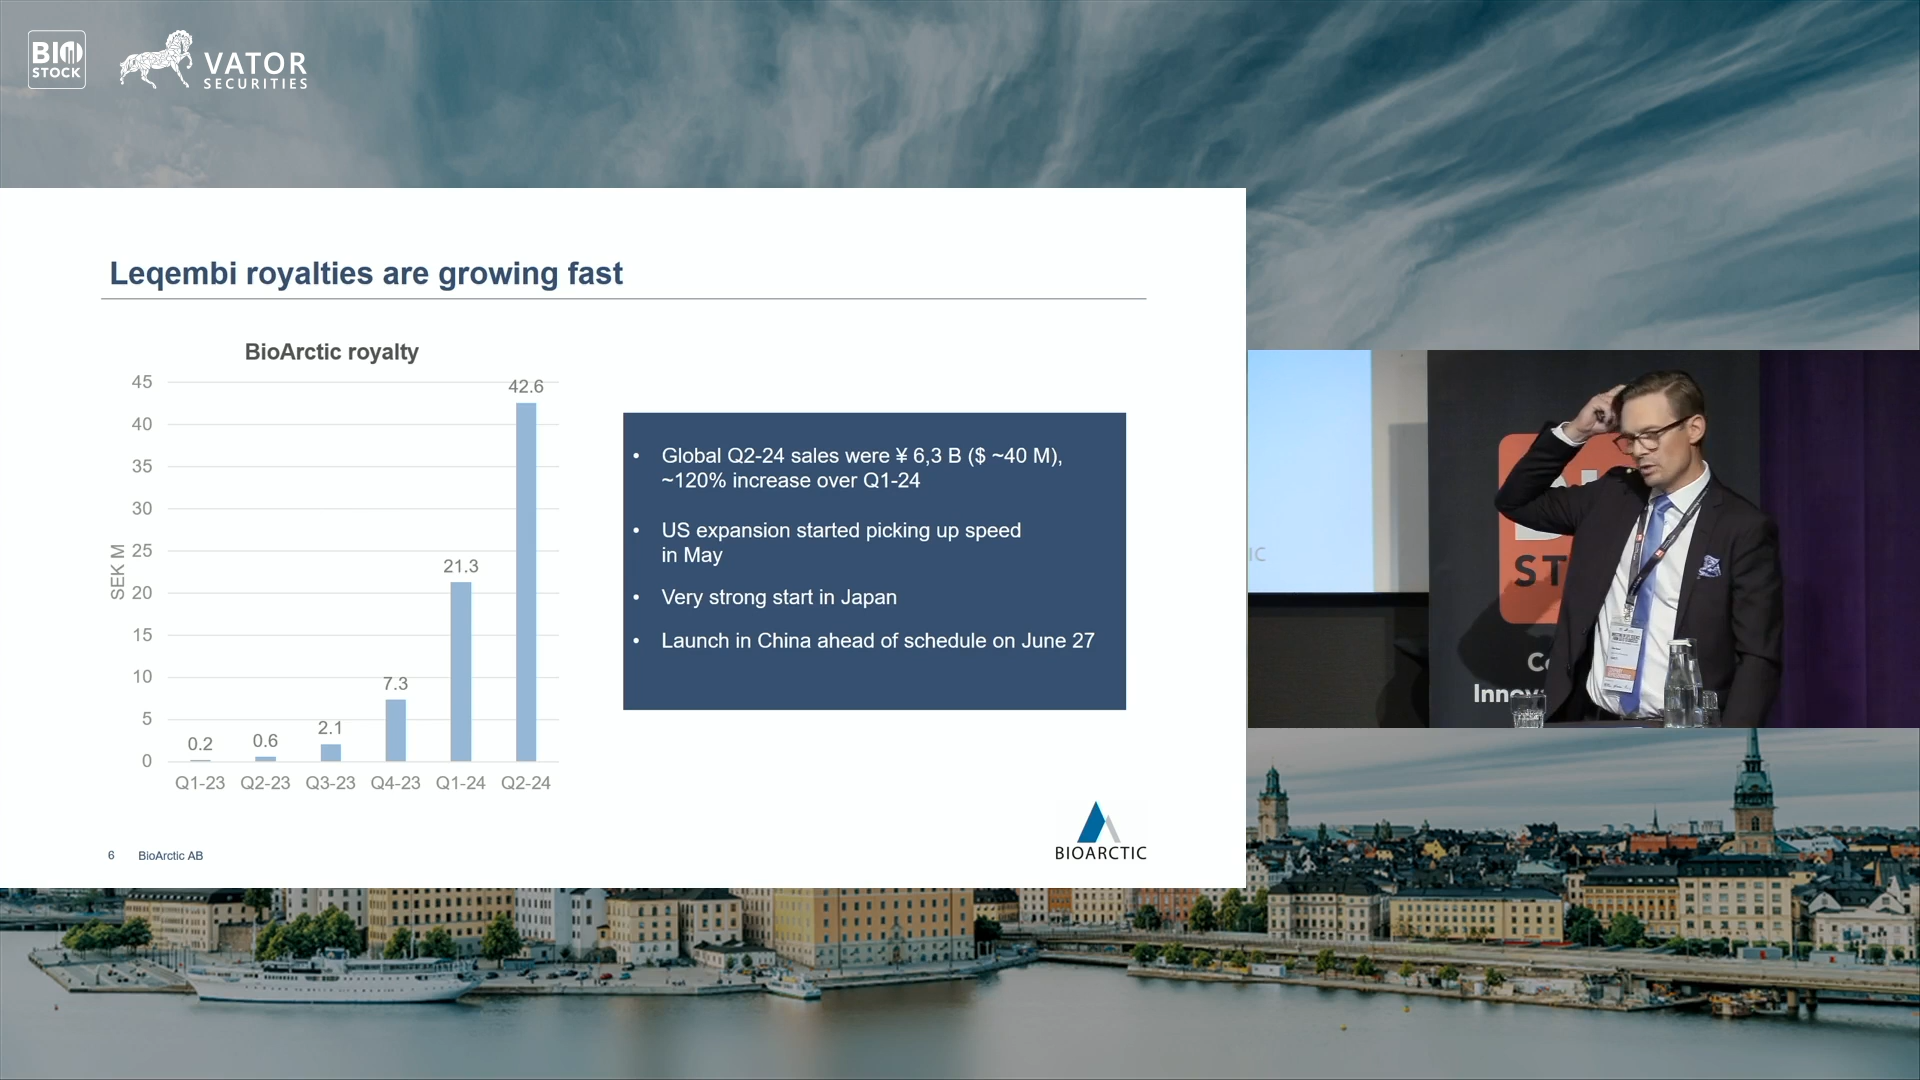 BIO
STOCK
VATOR
SECURITIES
Leqembi royalties are growing fast
BioArctic royalty
SEK M
45
40
35
30
25
20
15
10
5
0
0.2
0.6
2.1
7.3
21.3
42.6
Q1-23 Q2-23 Q3-23 Q4-23 Q1-24 Q2-24
• Global Q2-24 sales were ¥ 6,3 B ($ ~40 M),
~120% increase over Q1-24
• US expansion started picking up speed
in May
• Very strong start in Japan
• Launch in China ahead of schedule on June 27
6 BioArctic AB
BIOARCTIC
IC
ST
Innov